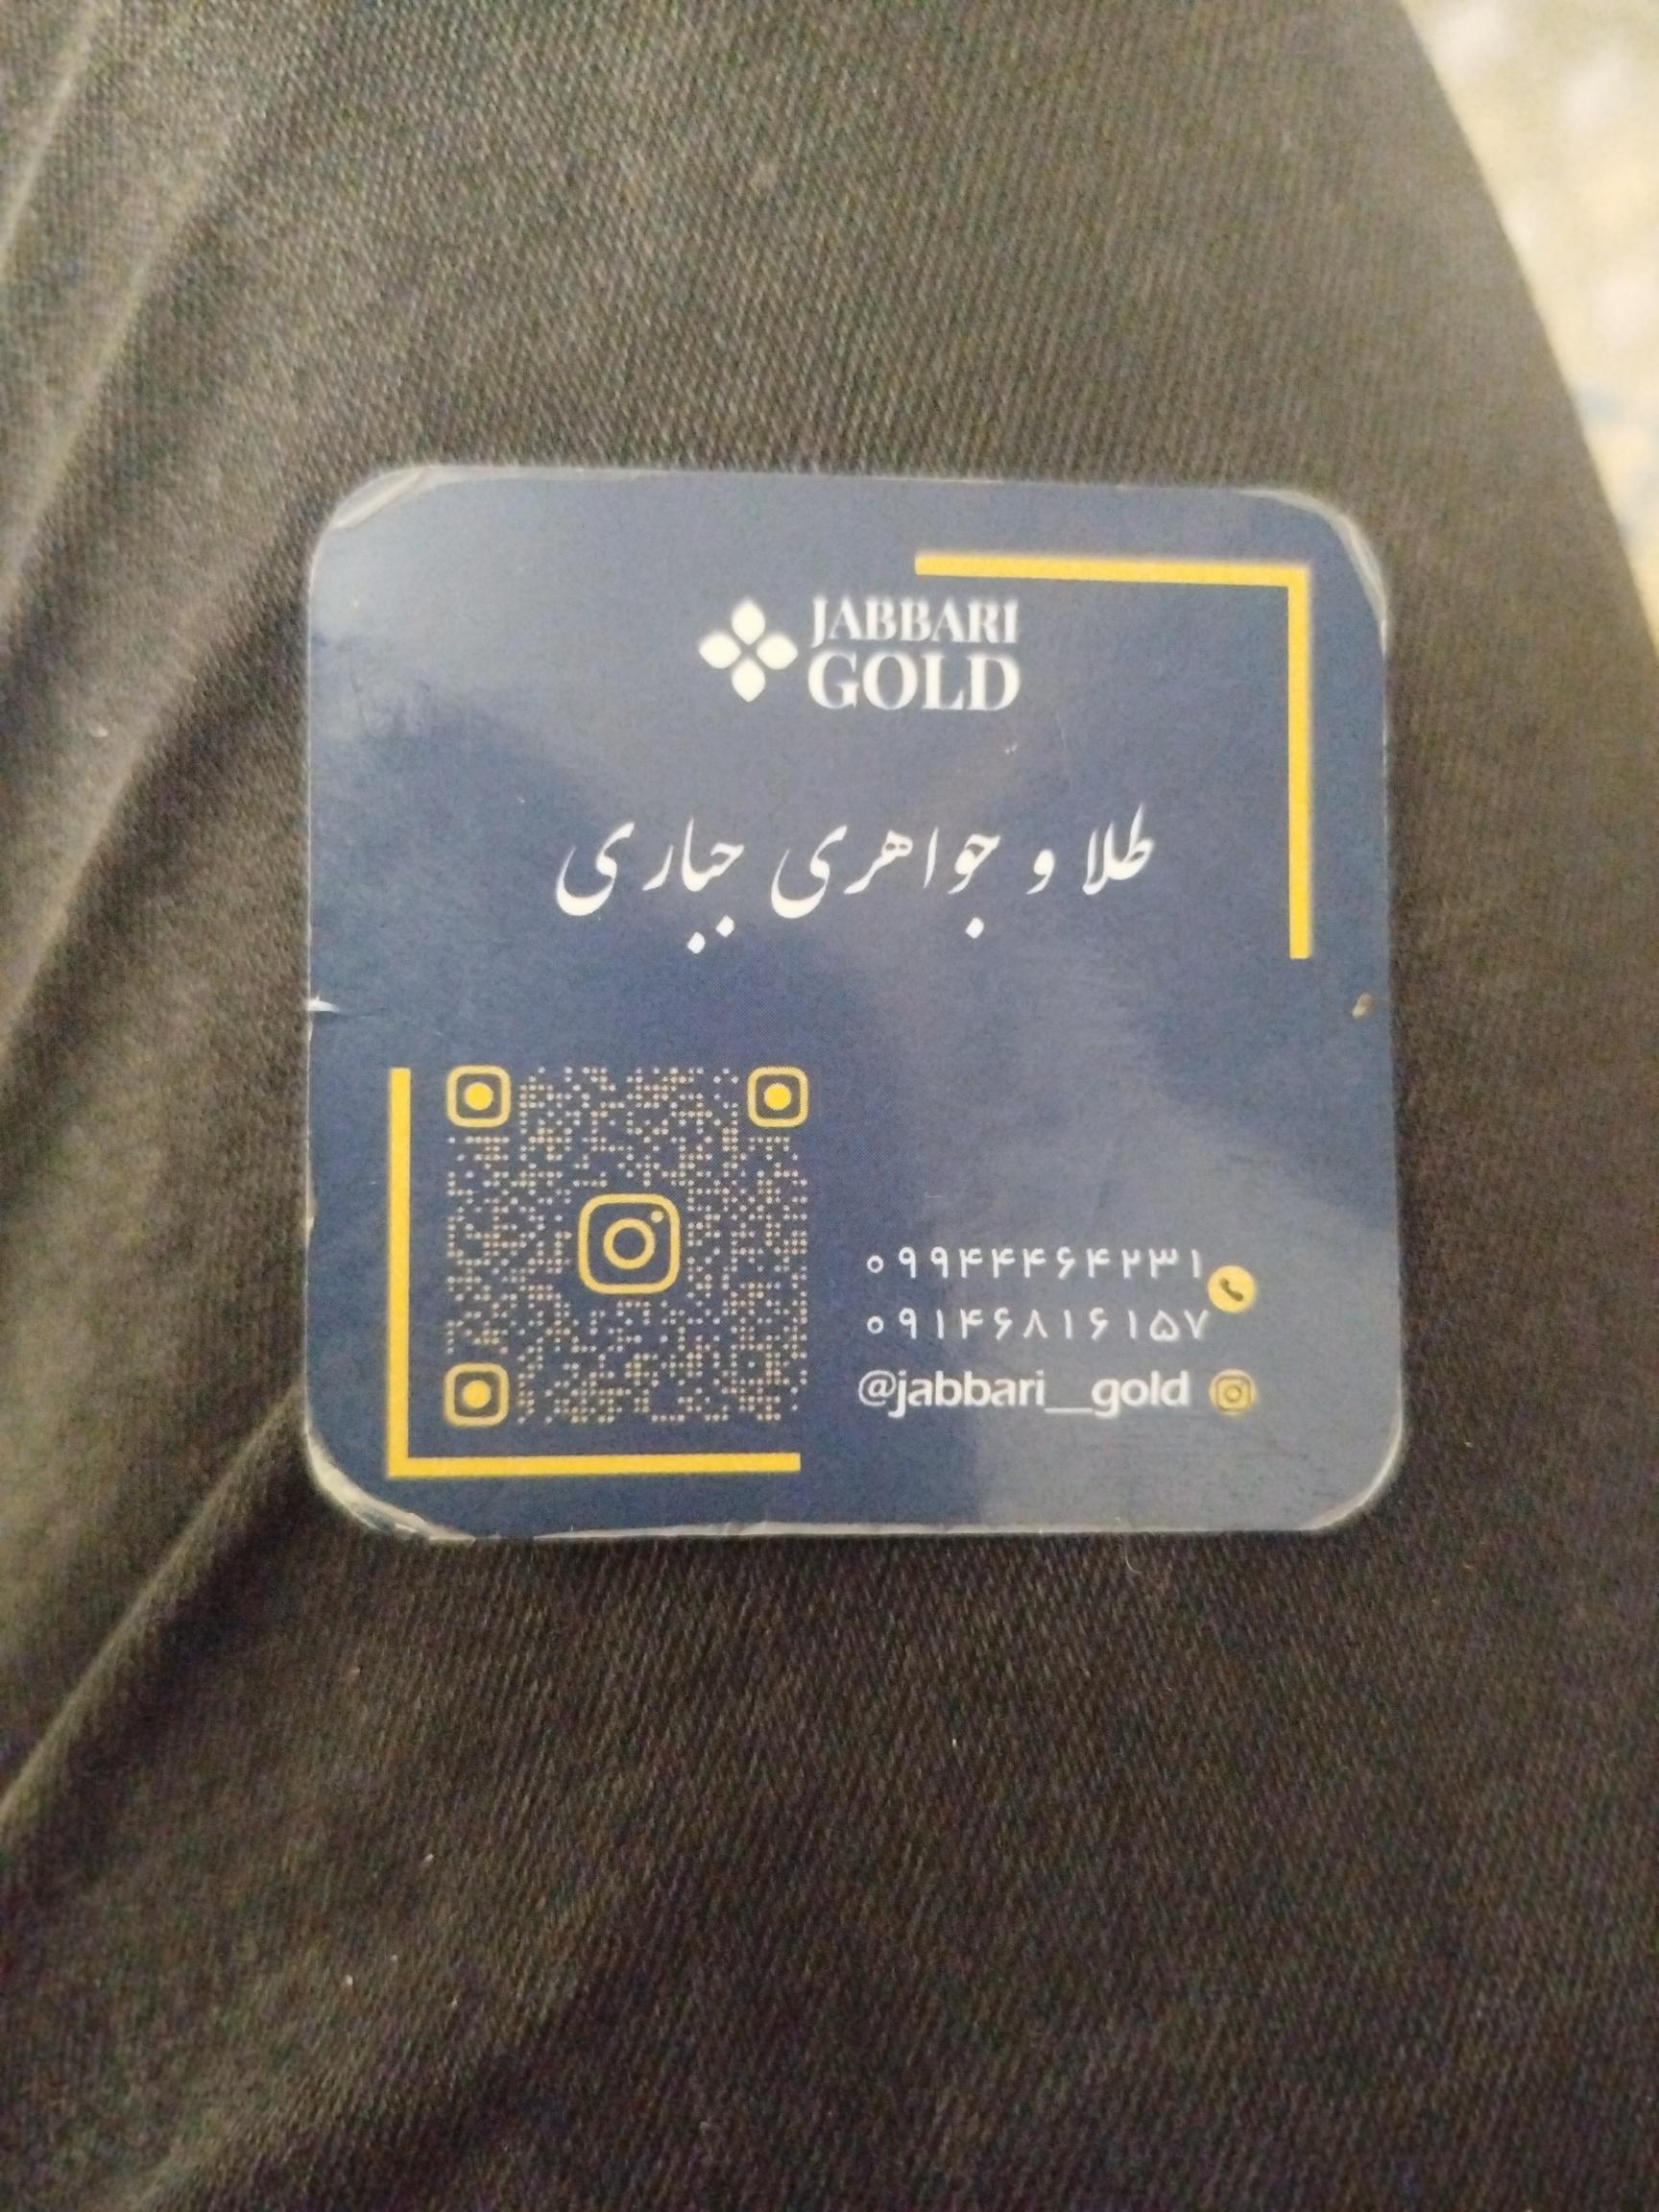 JABBARI
GOLD
طلا و جواهری جباری
۰۹۹۴۴۴۶۴۲۳۱
۰۹۱۴۶۸۱۶۱۵۷
@jabbari__gold